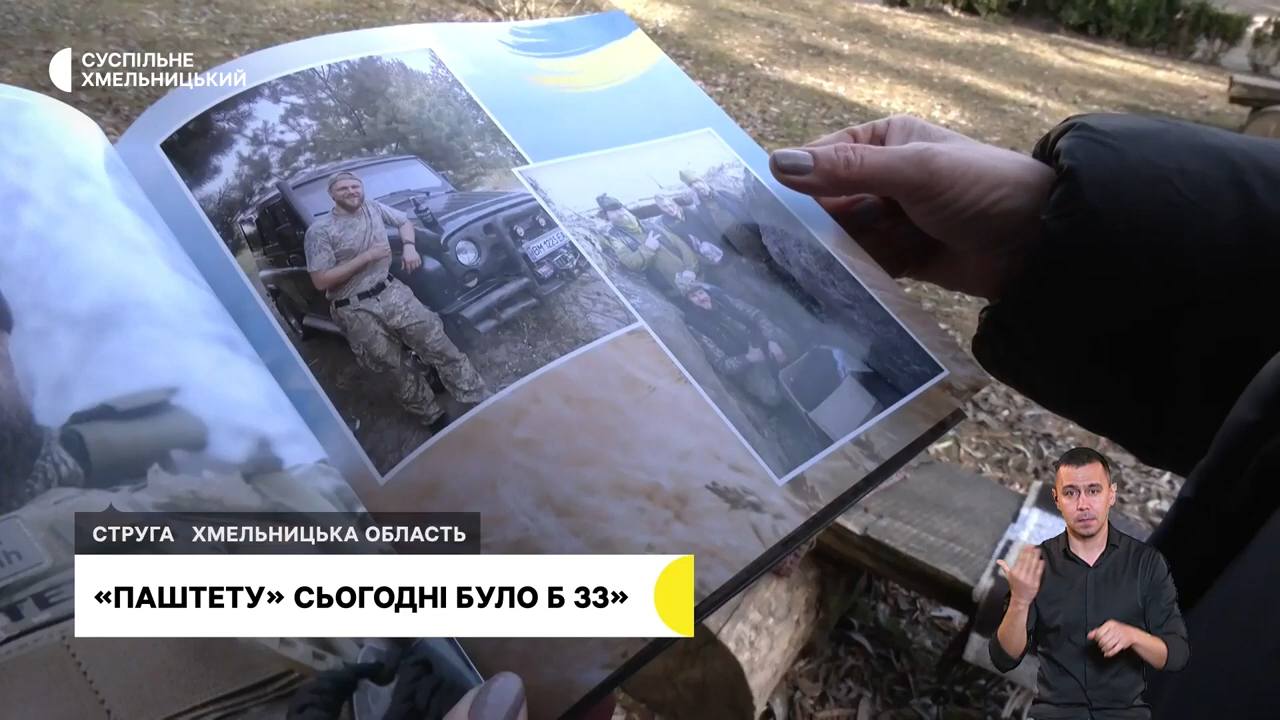 СУСПІЛЬНЕ
ХМЕЛЬНИЦЬКИЙ
СТРУГА ХМЕЛЬНИЦЬКА ОБЛАСТЬ
«ПАШТЕТУ» СЬОГОДНІ БУЛО Б 33»